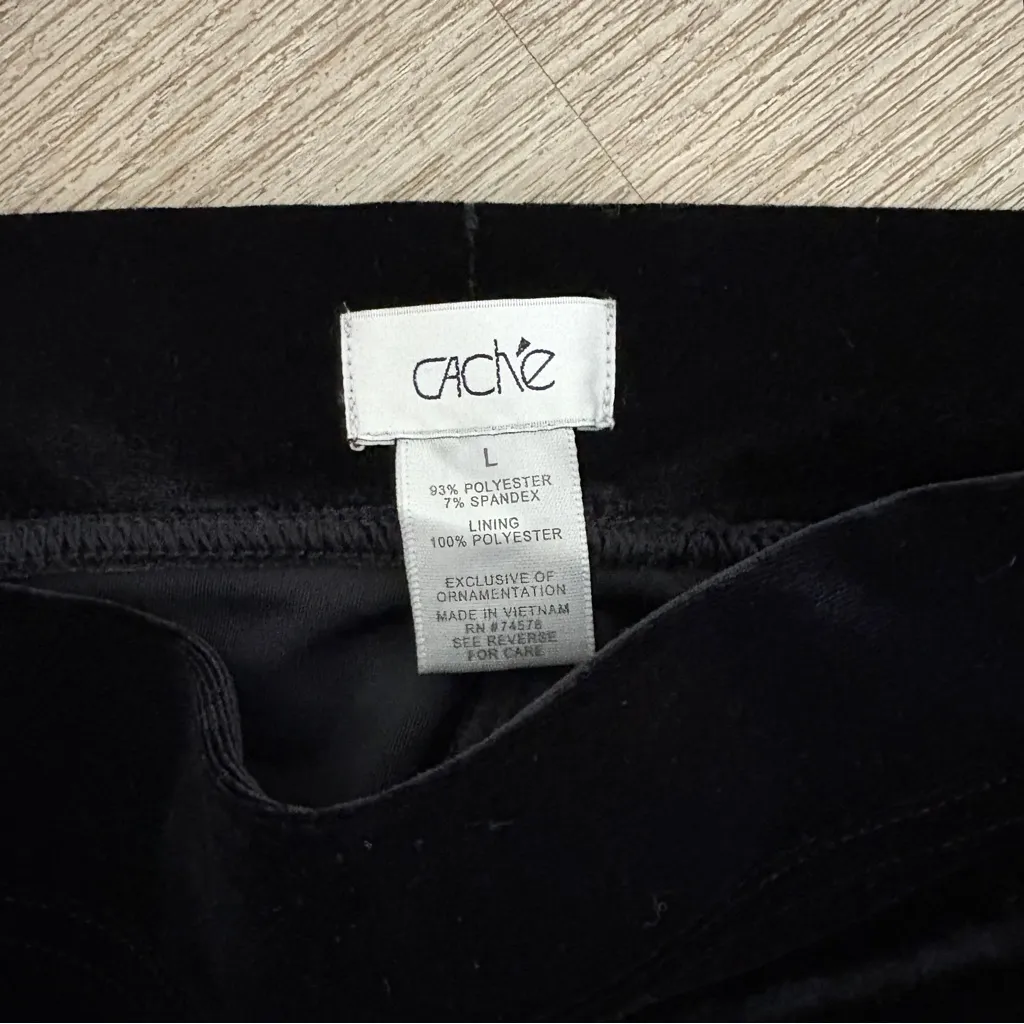 CACHÉ
L
93% POLYESTER
7% SPANDEX
LINING
100% POLYESTER
EXCLUSIVE OF
ORNAMENTATION
MADE IN VIETNAM
RN #74578
SEE REVERSE
FOR CARE